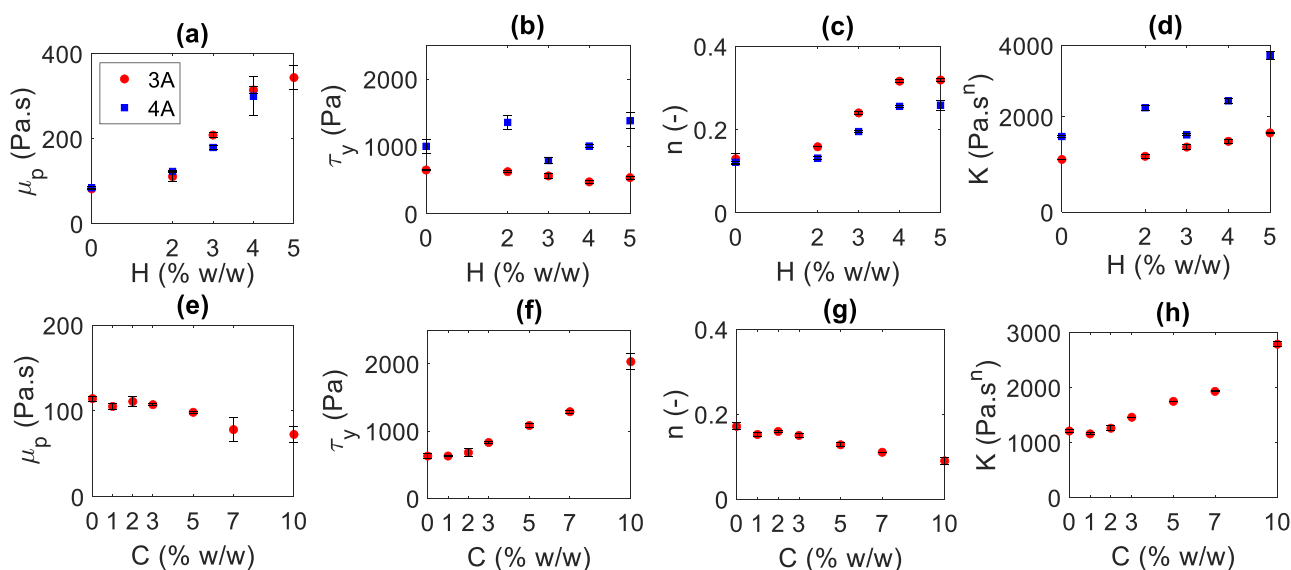 (a)
μp (Pa.s)
400
200
0
3A
4A
0 2 3 4 5
H (% w/w)
(b)
τy (Pa)
2000
1000
0
0 2 3 4 5
H (% w/w)
(c)
n (-)
0.4
0.2
0
0 2 3 4 5
H (% w/w)
(d)
K (Pa.sn)
4000
2000
0
0 2 3 4 5
H (% w/w)
(e)
μp (Pa.s)
200
100
0
0 1 2 3 5 7 10
C (% w/w)
(f)
τy (Pa)
2000
1000
0
0 1 2 3 5 7 10
C (% w/w)
(g)
n (-)
0.4
0.2
0
0 1 2 3 5 7 10
C (% w/w)
(h)
K (Pa.sn)
3000
2000
1000
0
0 1 2 3 5 7 10
C (% w/w)